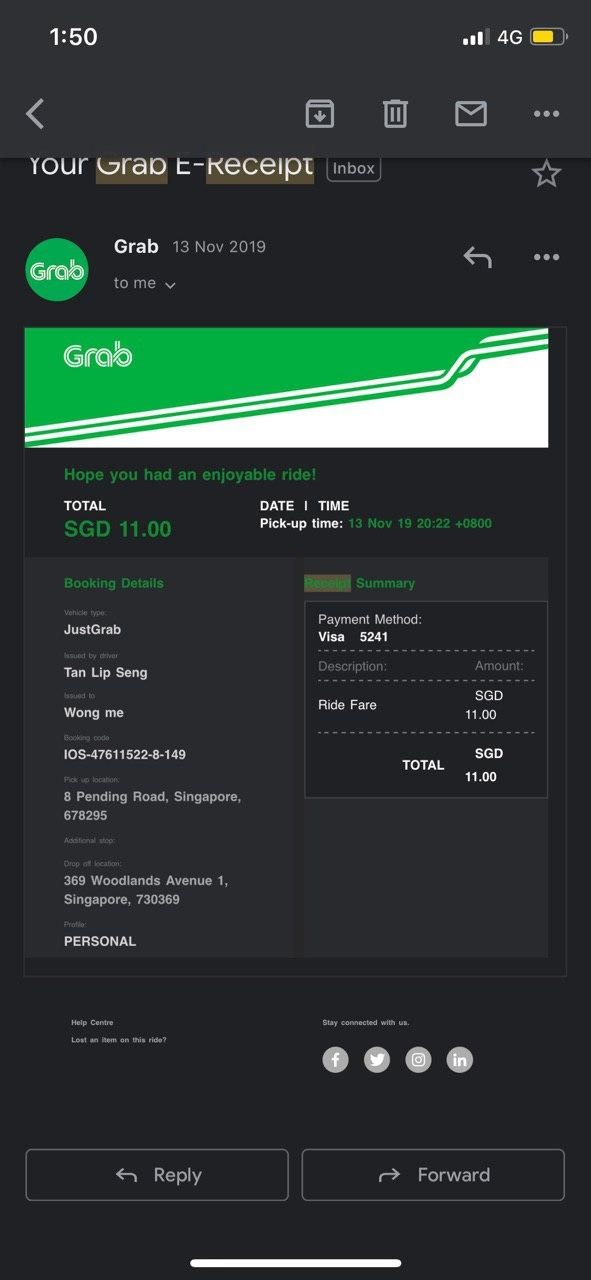 1:50
4G
Your Grab E-Receipt
Inbox
Grab 13 Nov 2019
to me
Grab
Grab
Hope you had an enjoyable ride!
TOTAL
SGD 11.00
DATE | TIME
Pick-up time: 13 Nov 19 20:22 +0800
Booking Details
Vehicle type:
JustGrab
Issued by driver
Tan Lip Seng
Issued to
Wong me
Booking code
IOS-47611522-8-149
Pick up location:
8 Pending Road, Singapore,
678295
Additional stop:
Drop off location:
369 Woodlands Avenue 1,
Singapore, 730369
Profile:
PERSONAL
Receipt Summary
Payment Method:
Visa 5241
Description: Amount:
Ride Fare SGD
11.00
TOTAL SGD
11.00
Help Centre
Lost an item on this ride?
Stay connected with us.
Reply
Forward